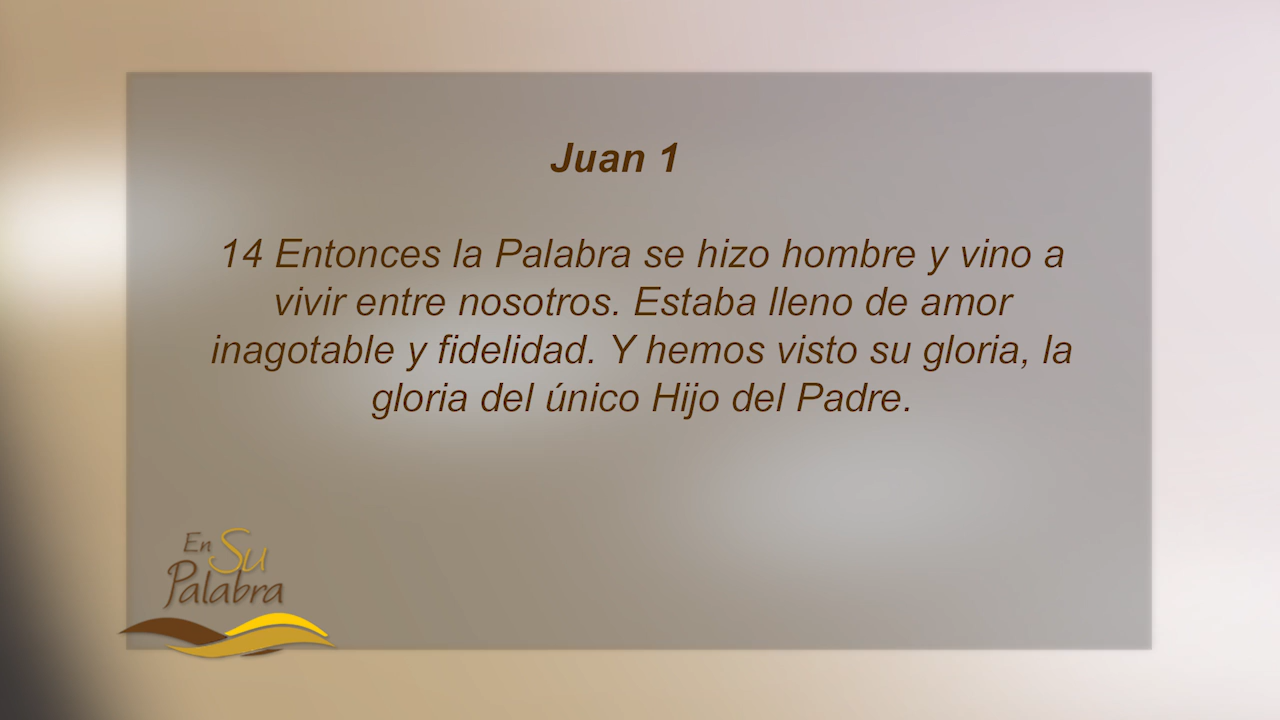 Juan 1
14 Entonces la Palabra se hizo hombre y vino a
vivir entre nosotros. Estaba lleno de amor
inagotable y fidelidad. Y hemos visto su gloria, la
gloria del único Hijo del Padre.
En Su
Palabra